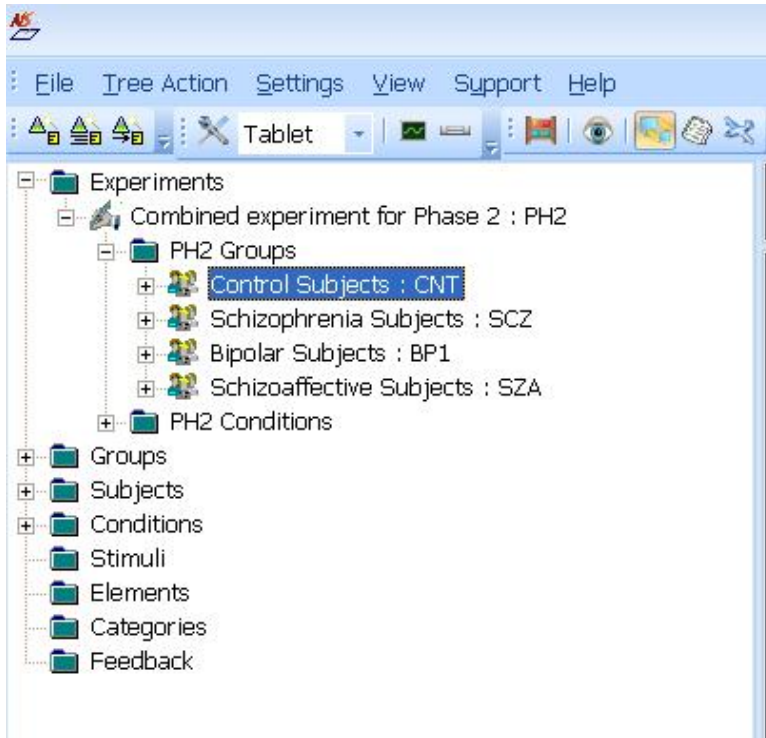 File Tree Action Settings View Support Help
Tablet
Experiments
Combined experiment for Phase 2 : PH2
PH2 Groups
Control Subjects : CNT
Schizophrenia Subjects : SCZ
Bipolar Subjects : BP1
Schizoaffective Subjects : SZA
PH2 Conditions
Groups
Subjects
Conditions
Stimuli
Elements
Categories
Feedback